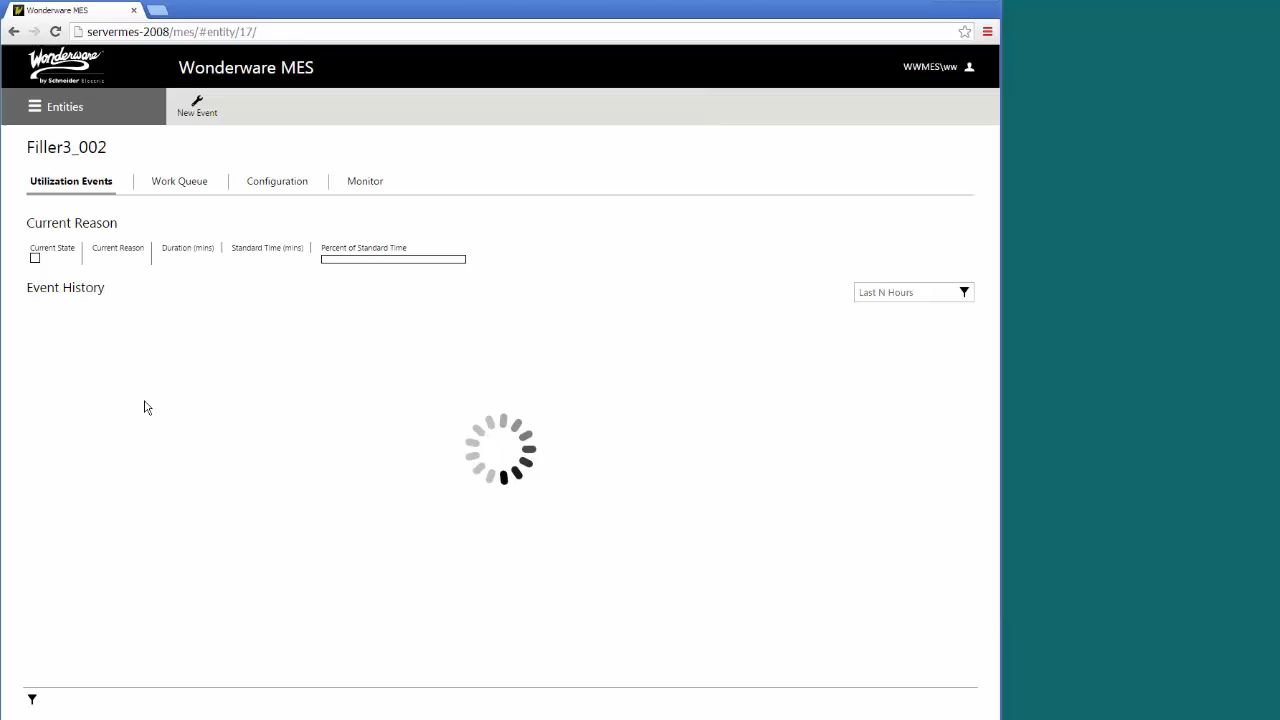 Wonderware MES
servermes-2008/mes/#entity/17/
Wonderware
by Schneider Electric
Wonderware MES
WWMES\ww
Entities
New Event
Filler3_002
Utilization Events
Work Queue
Configuration
Monitor
Current Reason
Current State
Current Reason
Duration (mins)
Standard Time (mins)
Percent of Standard Time
Event History
Last N Hours